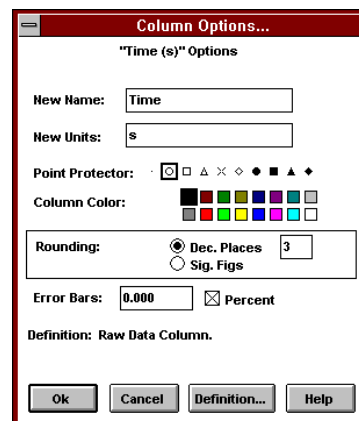 Column Options...
"Time (s)" Options
New Name: Time
New Units: s
Point Protector:
Column Color:
Rounding: Dec. Places 3
Sig. Figs
Error Bars: 0.000 Percent
Definition: Raw Data Column.
Ok Cancel Definition... Help